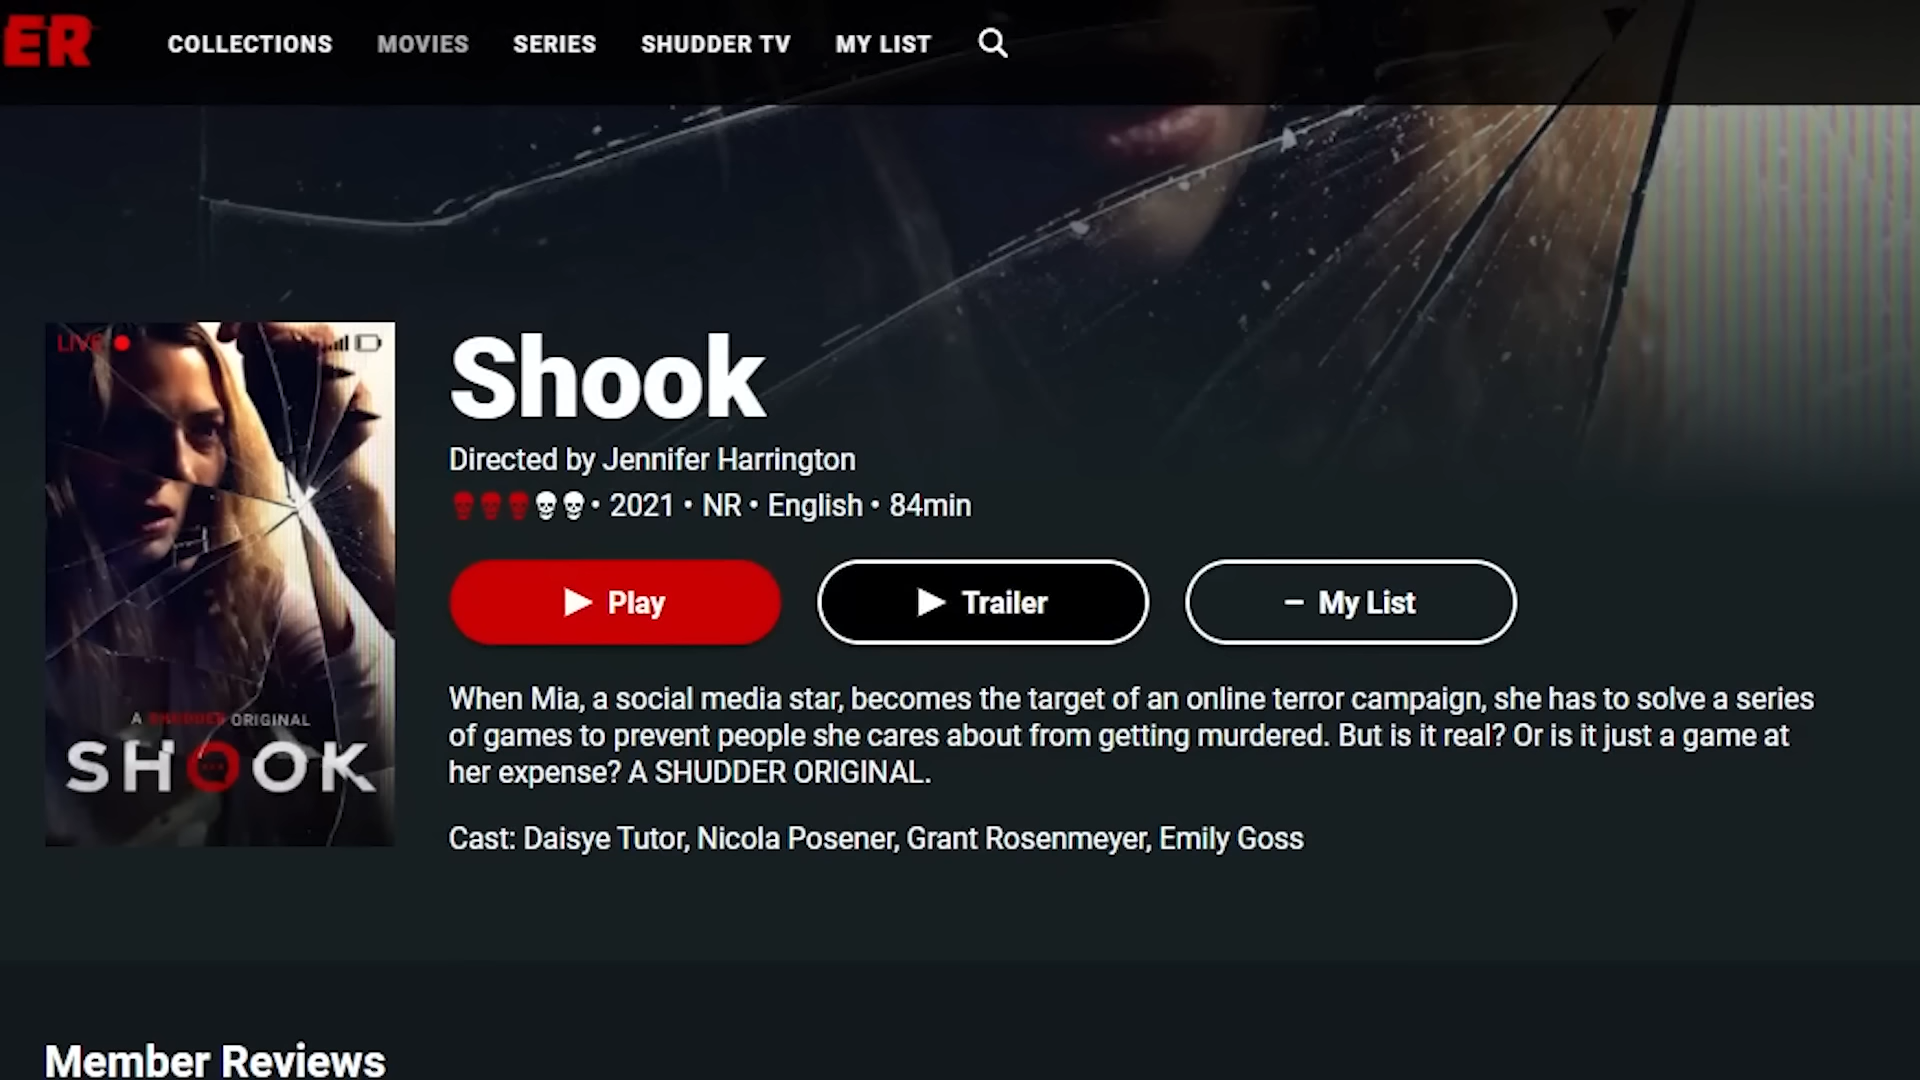 ER
COLLECTIONS MOVIES SERIES SHUDDER TV MY LIST
LIVE
A SHUDDER ORIGINAL
SHOOK
Shook
Directed by Jennifer Harrington
• 2021 • NR • English • 84min
Play
Trailer
– My List
When Mia, a social media star, becomes the target of an online terror campaign, she has to solve a series
of games to prevent people she cares about from getting murdered. But is it real? Or is it just a game at
her expense? A SHUDDER ORIGINAL.
Cast: Daisye Tutor, Nicola Posener, Grant Rosenmeyer, Emily Goss
Member Reviews